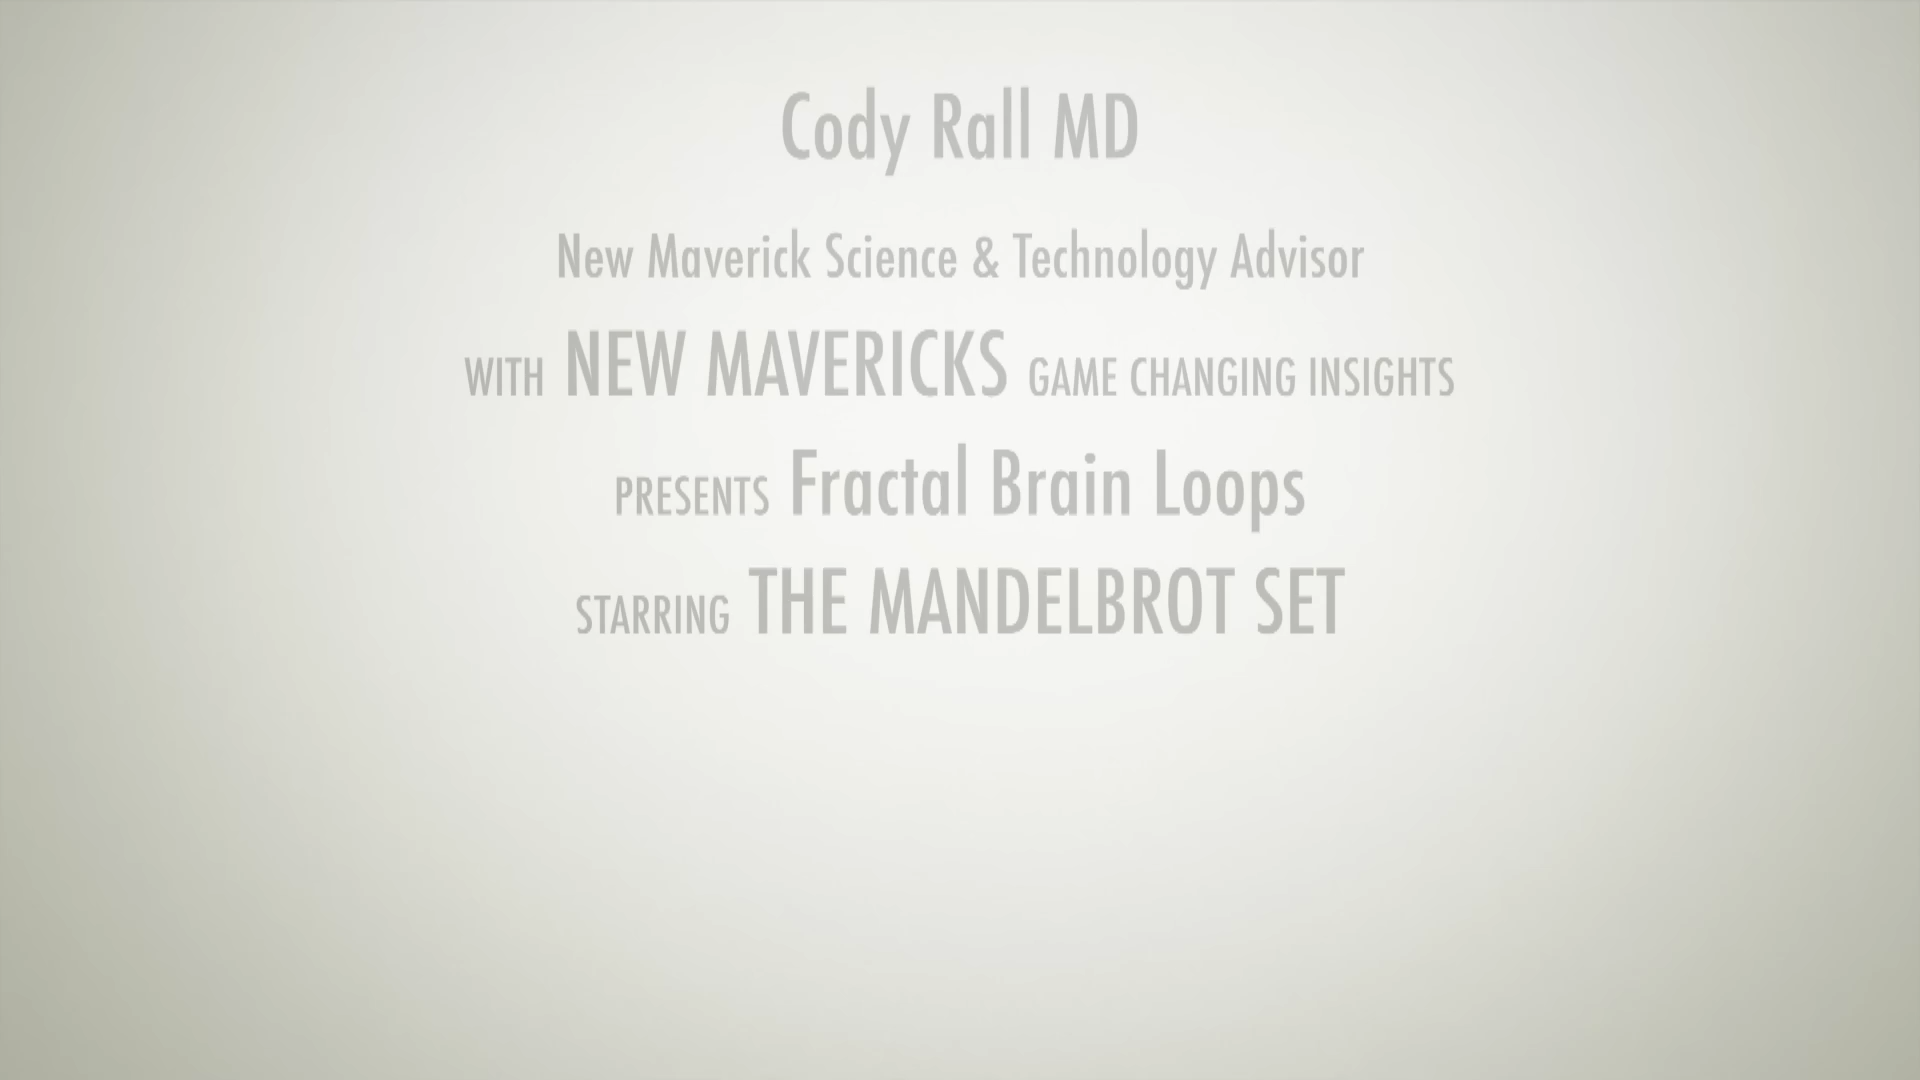 Cody Rall MD
New Maverick Science & Technology Advisor
WITH NEW MAVERICKS GAME CHANGING INSIGHTS
PRESENTS Fractal Brain Loops
STARRING THE MANDELBROT SET